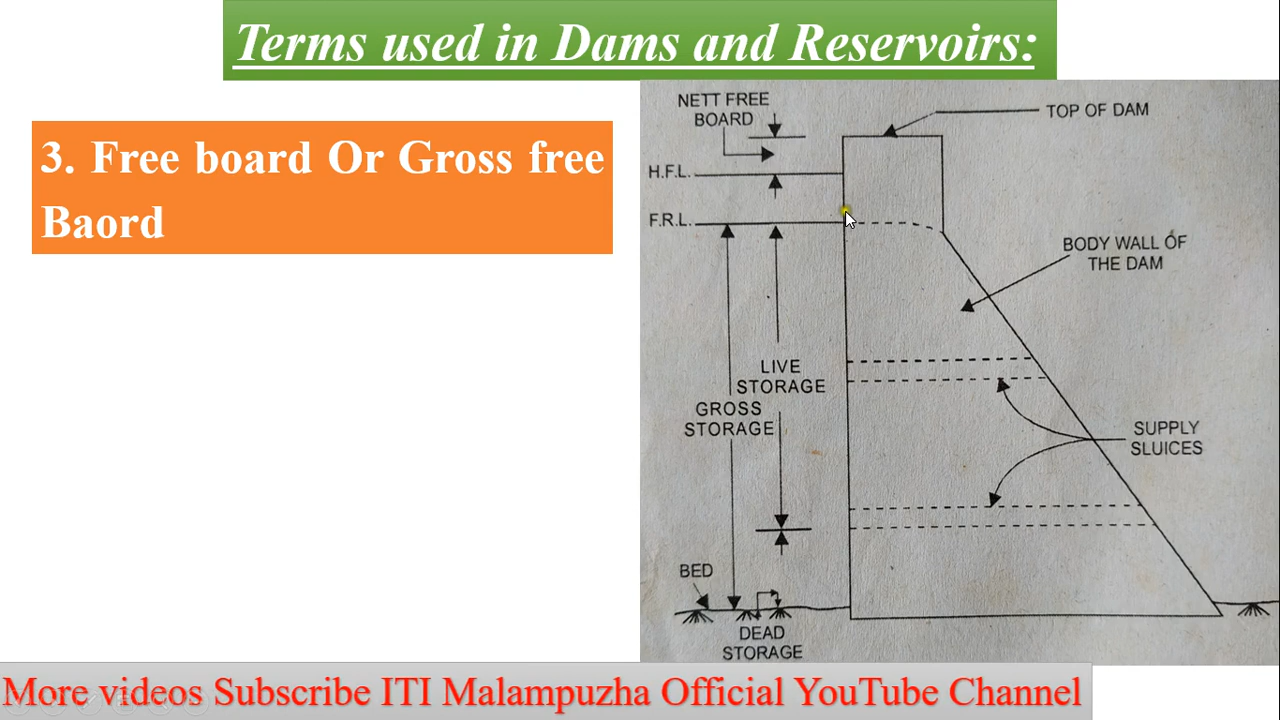 Terms used in Dams and Reservoirs:
3. Free board Or Gross free
Baord
NETT FREE
BOARD
TOP OF DAM
H.F.L.
F.R.L.
BODY WALL OF
THE DAM
LIVE
STORAGE
GROSS
STORAGE
SUPPLY
SLUICES
BED
DEAD
STORAGE
More videos Subscribe ITI Malampuzha Official YouTube Channel